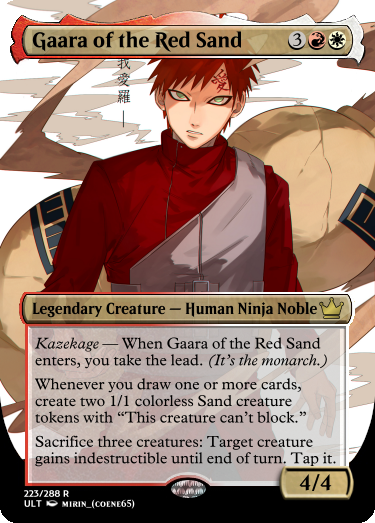 Gaara of the Red Sand 3
我愛羅
愛
Legendary Creature — Human Ninja Noble
Kazekage — When Gaara of the Red Sand
enters, you take the lead. (It's the monarch.)
Whenever you draw one or more cards,
create two 1/1 colorless Sand creature
tokens with “This creature can't block.”
Sacrifice three creatures: Target creature
gains indestructible until end of turn. Tap it.
4/4
223/288 R
ULT MIRIN_(COENE65)